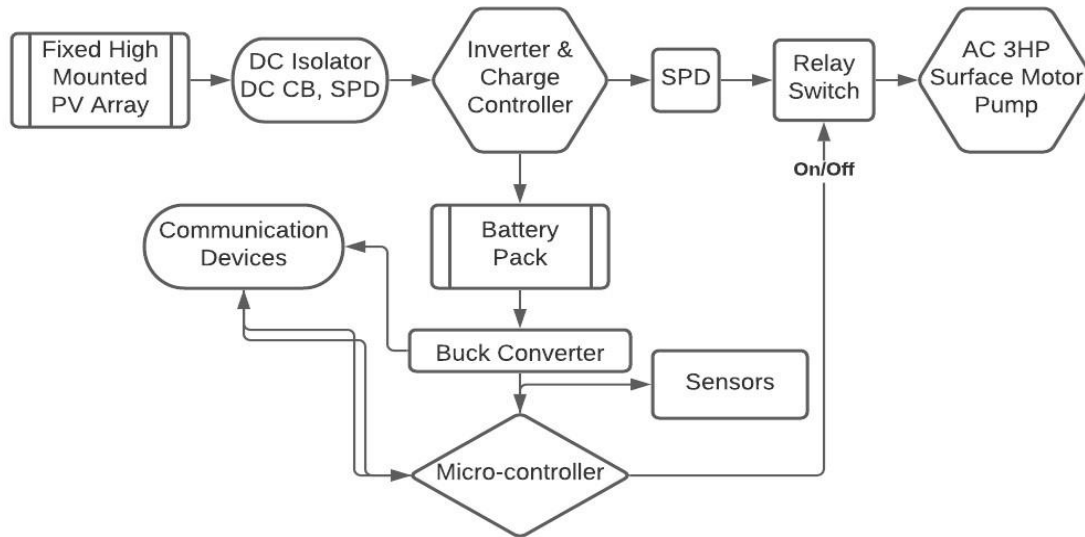 Fixed High
Mounted
PV Array
DC Isolator
DC CB, SPD
Inverter &
Charge
Controller
SPD
Relay
Switch
AC 3HP
Surface Motor
Pump
On/Off
Communication
Devices
Battery
Pack
Buck Converter
Sensors
Micro-controller